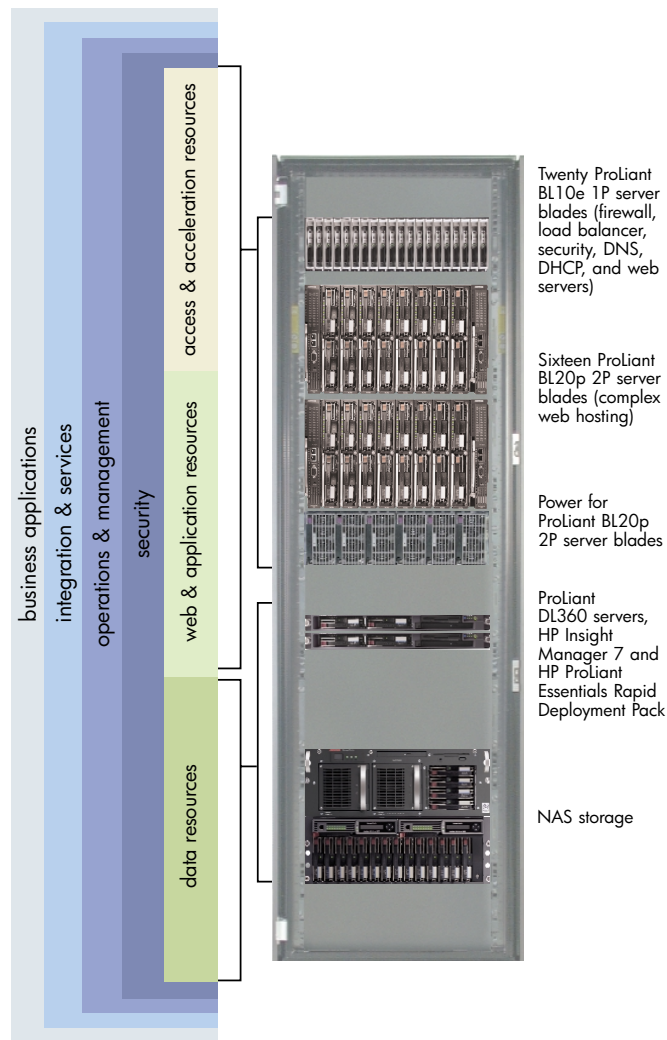 business applications
integration & services
operations & management
security
access & acceleration resources
web & application resources
data resources
Twenty ProLiant
BL10e 1P server
blades (firewall,
load balancer,
security, DNS,
DHCP, and web
servers)
Sixteen ProLiant
BL20p 2P server
blades (complex
web hosting)
Power for
ProLiant BL20p
2P server blades
ProLiant
DL360 servers,
HP Insight
Manager 7 and
HP ProLiant
Essentials Rapid
Deployment Pack
NAS storage